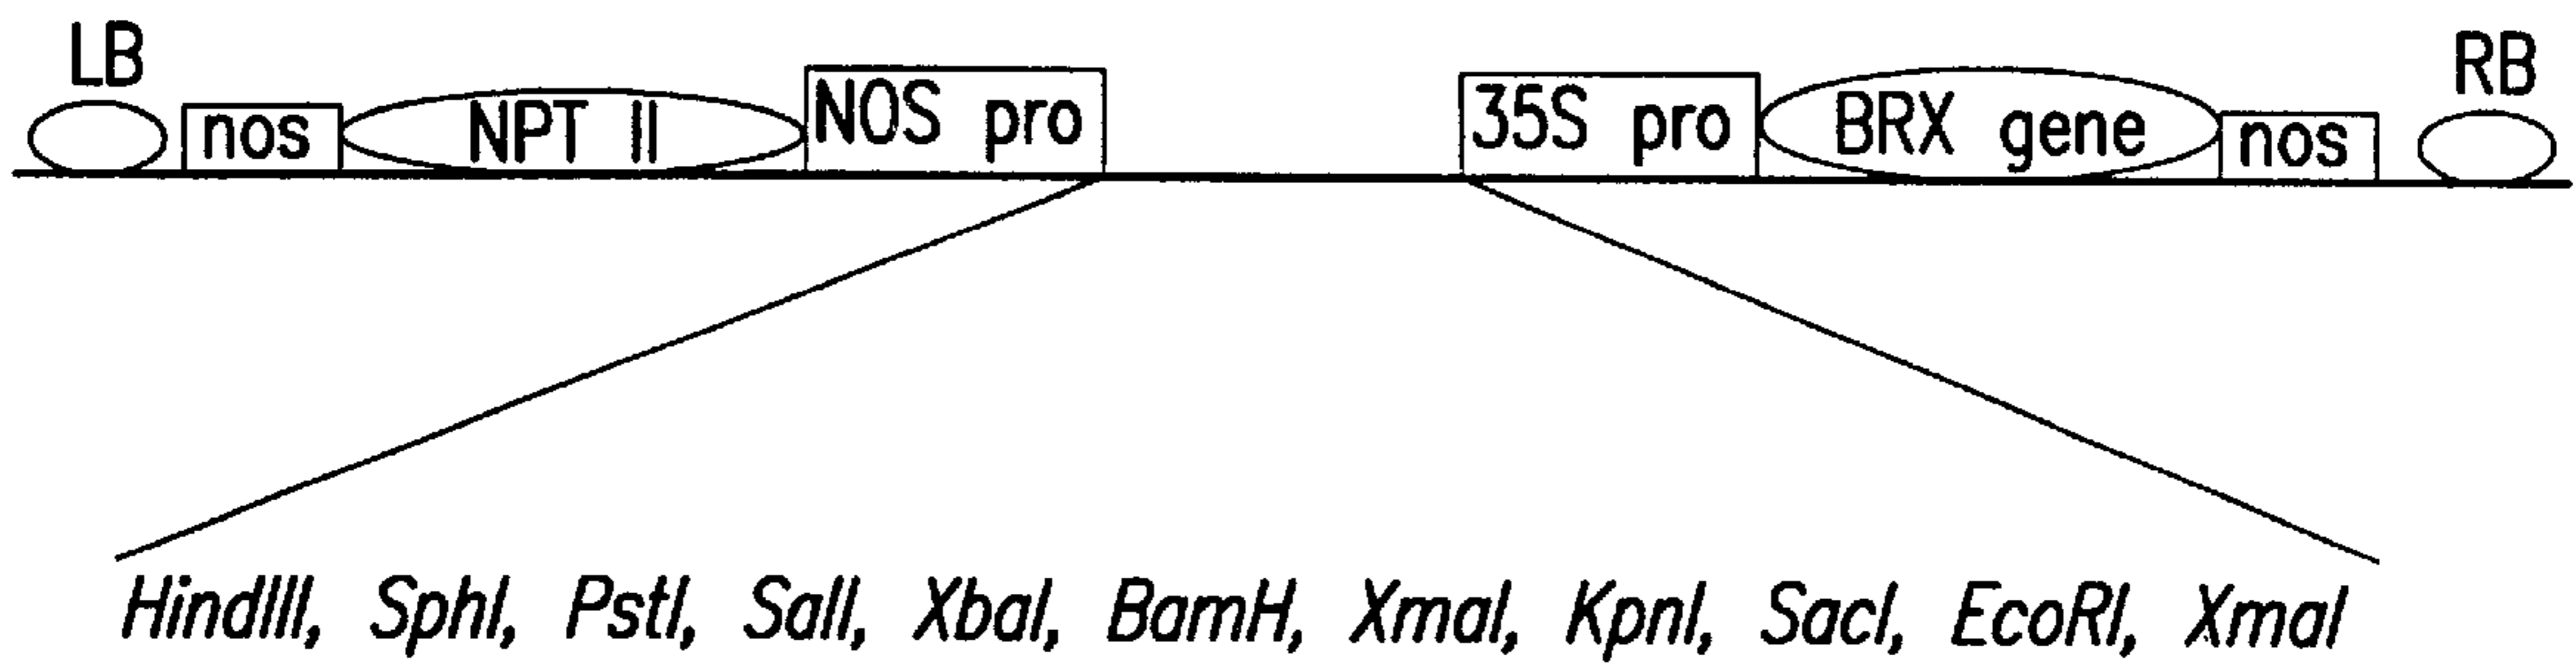 LB RB
nos NPT II NOS pro 35S pro BRX gene nos
HindIII, SphI, PstI, SalI, XbaI, BamH, XmaI, KpnI, SacI, EcoRI, XmaI